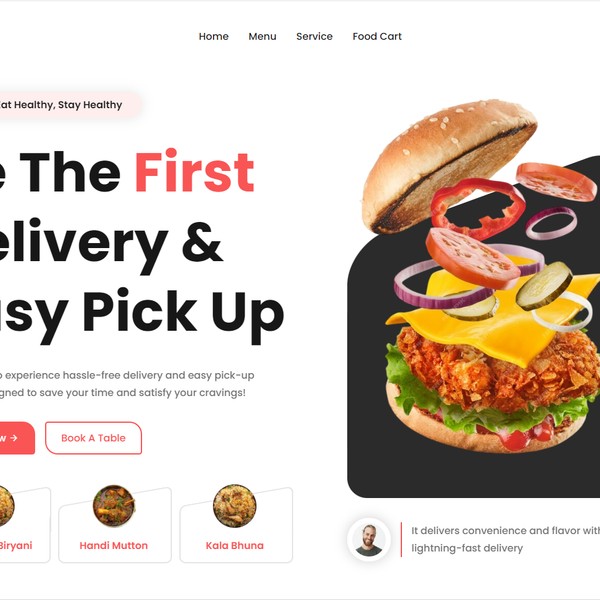 Home Menu Service Food Cart
at Healthy, Stay Healthy
e The First
elivery &
sy Pick Up
o experience hassle-free delivery and easy pick-up
gned to save your time and satisfy your cravings!
w → Book A Table
Biryani Handi Mutton Kala Bhuna
It delivers convenience and flavor with
lightning-fast delivery